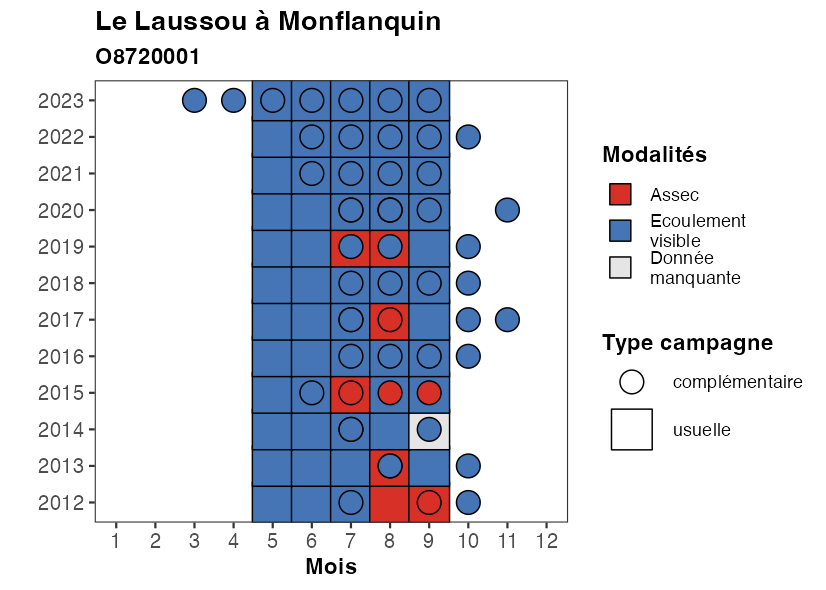 Le Laussou à Monflanquin
O8720001
2023
2022
2021
2020
2019
2018
2017
2016
2015
2014
2013
2012
1 2 3 4 5 6 7 8 9 10 11 12
Mois
Modalités
Assec
Ecoulement
visible
Donnée
manquante
Type campagne
complémentaire
usuelle